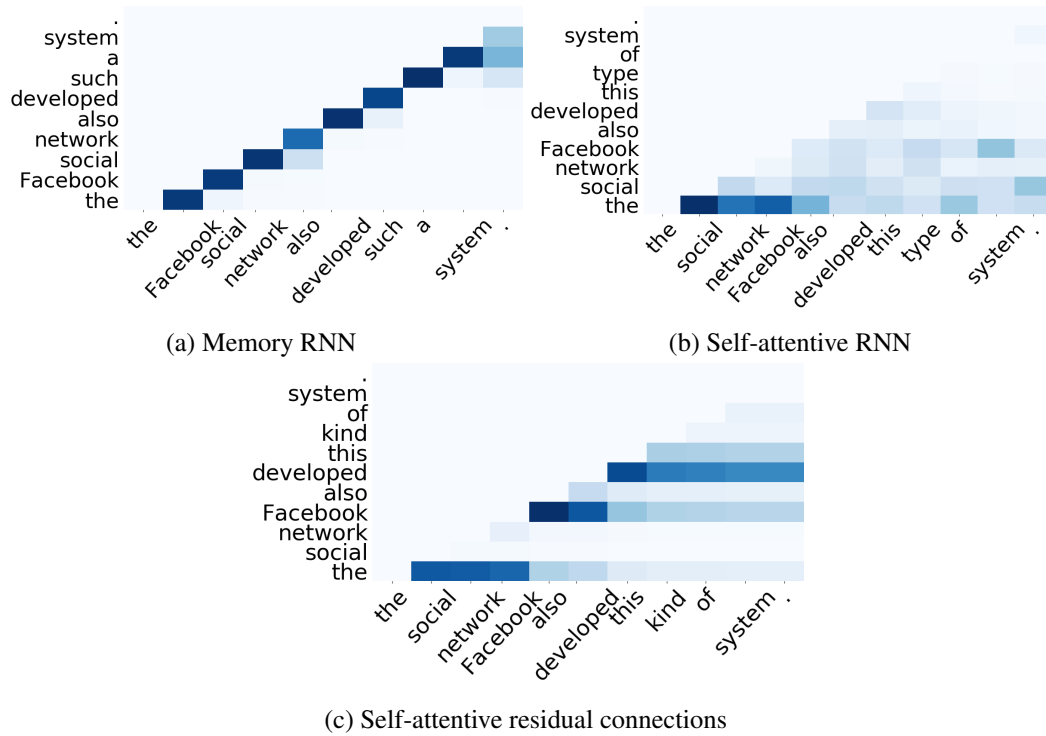 .
system
a
such
developed
also
network
social
Facebook
the
the
Facebook
social
network
also
developed
such
a
system
.
(a) Memory RNN
.
system
of
type
this
developed
also
Facebook
network
social
the
the
social
network
Facebook
also
developed
this
type
of
system
.
(b) Self-attentive RNN
.
system
of
kind
this
developed
also
Facebook
network
social
the
the
social
network
Facebook
also
developed
this
kind
of
system
.
(c) Self-attentive residual connections